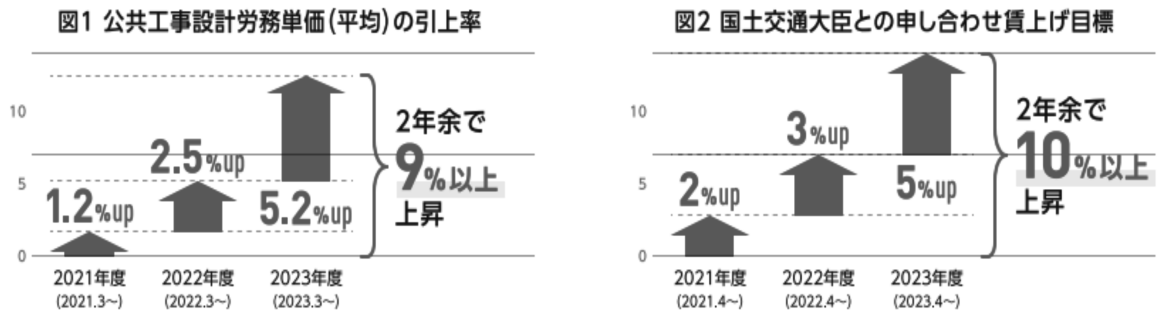 図1 公共工事設計労務単価（平均）の引上率
10
5
0
1.2%up
2.5%up
5.2%up
2年余で
9%以上
上昇
2021年度
(2021.3～)
2022年度
(2022.3～)
2023年度
(2023.3～)
図2 国土交通大臣との申し合わせ賃上げ目標
10
5
0
2%up
3%up
5%up
2年余で
10%以上
上昇
2021年度
(2021.4～)
2022年度
(2022.4～)
2023年度
(2023.4～)